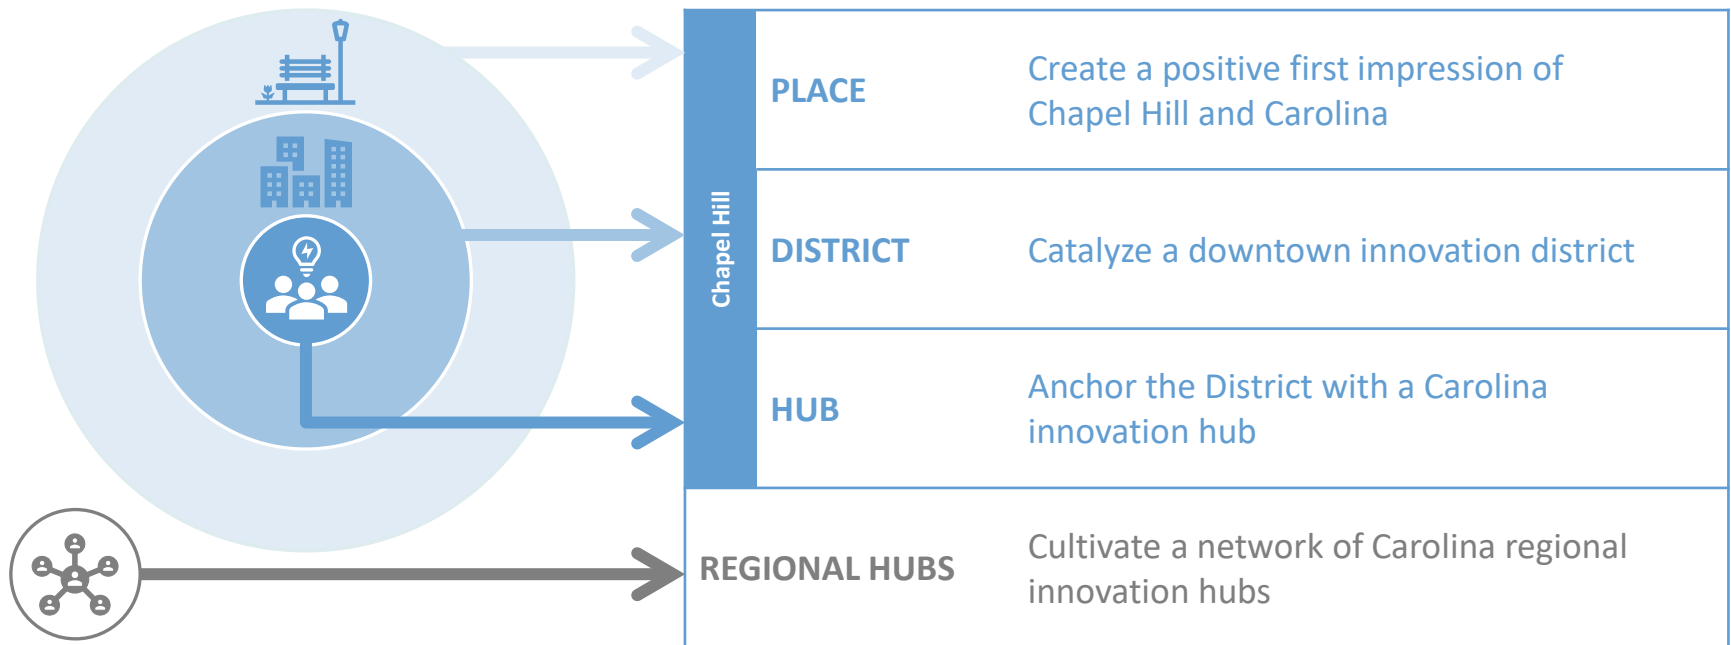 Chapel Hill
PLACE
Create a positive first impression of
Chapel Hill and Carolina
DISTRICT
Catalyze a downtown innovation district
HUB
Anchor the District with a Carolina
innovation hub
REGIONAL HUBS
Cultivate a network of Carolina regional
innovation hubs